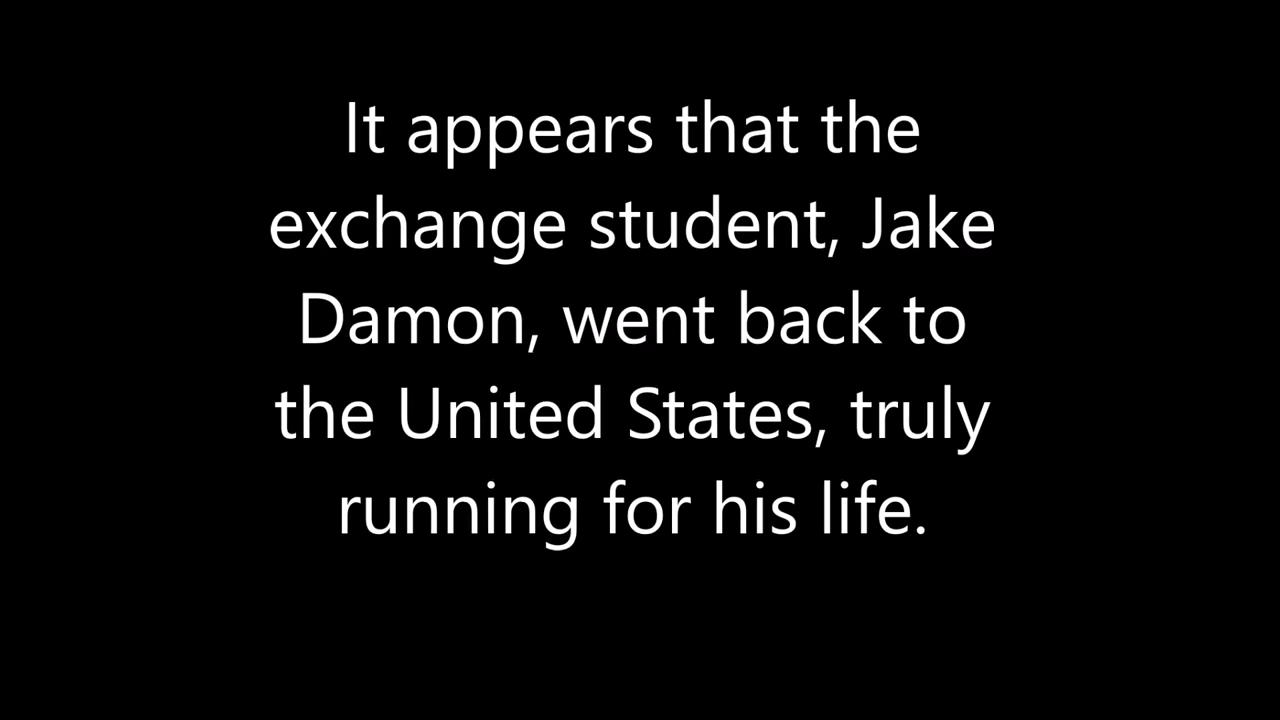 It appears that the
exchange student, Jake
Damon, went back to
the United States, truly
running for his life.